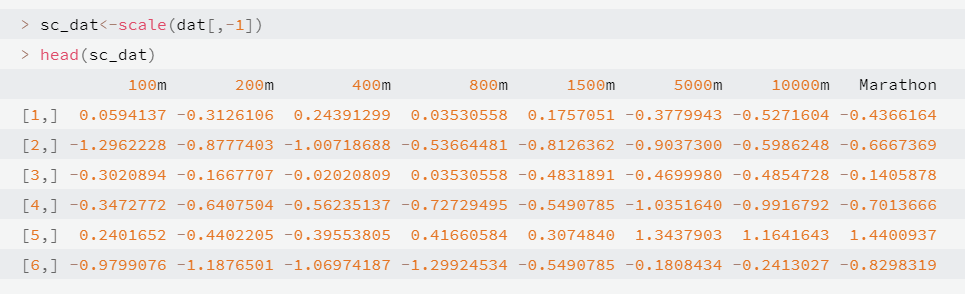 > sc_dat<-scale(dat[,-1])
> head(sc_dat)
100m 200m 400m 800m 1500m 5000m 10000m Marathon
[1,] 0.0594137 -0.3126106 0.24391299 0.03530558 0.1757051 -0.3779943 -0.5271604 -0.4366164
[2,] -1.2962228 -0.8777403 -1.00718688 -0.53664481 -0.8126362 -0.9037300 -0.5986248 -0.6667369
[3,] -0.3020894 -0.1667707 -0.02020809 0.03530558 -0.4831891 -0.4699980 -0.4854728 -0.1405878
[4,] -0.3472772 -0.6407504 -0.56235137 -0.72729495 -0.5490785 -1.0351640 -0.9916792 -0.7013666
[5,] 0.2401652 -0.4402205 -0.39553805 0.41660584 0.3074840 1.3437903 1.1641643 1.4400937
[6,] -0.9799076 -1.1876501 -1.06974187 -1.29924534 -0.5490785 -0.1808434 -0.2413027 -0.8298319